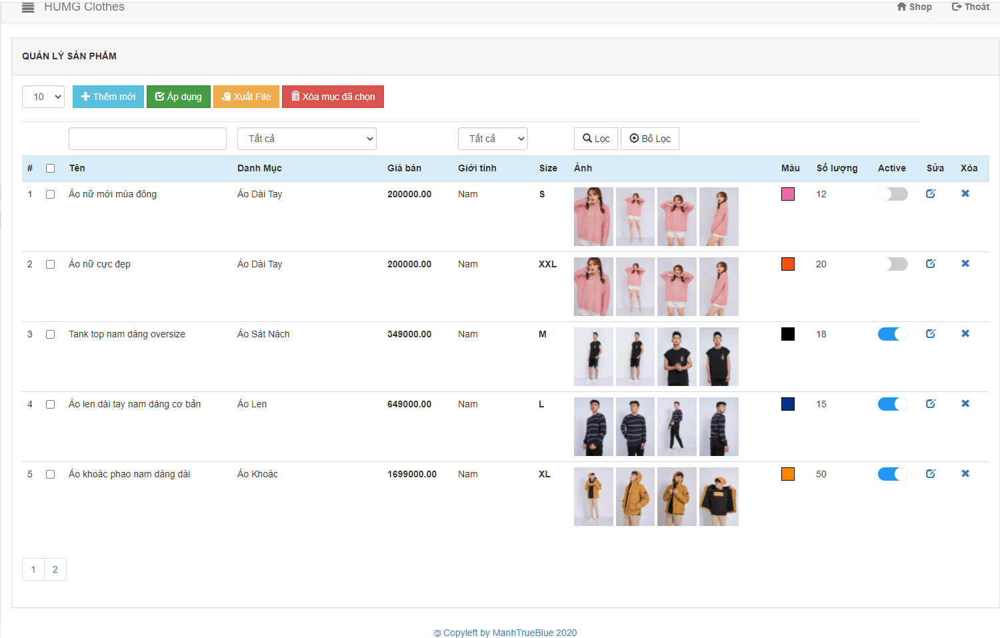 HUMG Clothes Shop Thoát
QUẢN LÝ SẢN PHẨM
10 Thêm mới Áp dụng Xuất File Xóa mục đã chọn
Tất cả Tất cả Lọc Bỏ Lọc
# Tên Danh Mục Giá bán Giới tính Size Ảnh Màu Số lượng Active Sửa Xóa
1 Áo nữ mới mùa đông Áo Dài Tay 200000.00 Nam S 12
2 Áo nữ cực đẹp Áo Dài Tay 200000.00 Nam XXL 20
3 Tank top nam dáng oversize Áo Sát Nách 349000.00 Nam M 18
4 Áo len dài tay nam dáng cơ bản Áo Len 649000.00 Nam L 15
5 Áo khoác phao nam dáng dài Áo Khoác 1699000.00 Nam XL 50
1 2
🄯 Copyleft by ManhTrueBlue 2020